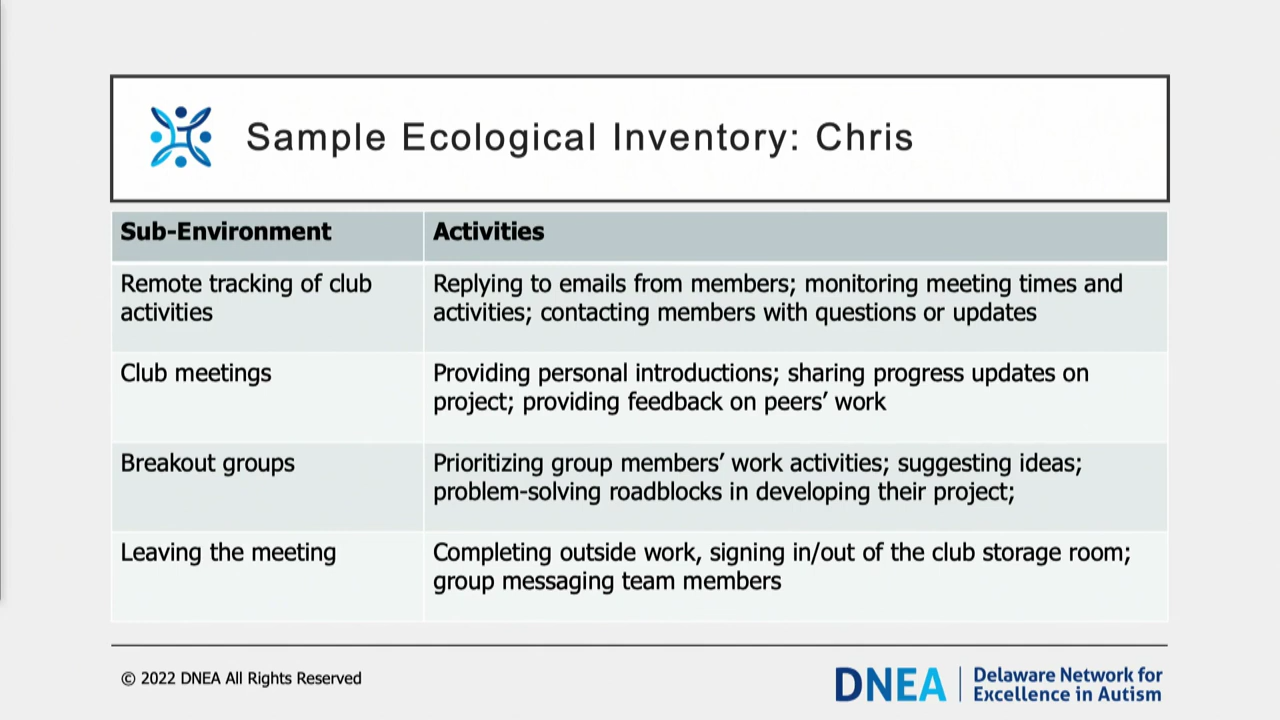 Sample Ecological Inventory: Chris
Sub-Environment
Activities
Remote tracking of club
activities
Replying to emails from members; monitoring meeting times and
activities; contacting members with questions or updates
Club meetings
Providing personal introductions; sharing progress updates on
project; providing feedback on peers’ work
Breakout groups
Prioritizing group members’ work activities; suggesting ideas;
problem-solving roadblocks in developing their project;
Leaving the meeting
Completing outside work, signing in/out of the club storage room;
group messaging team members
© 2022 DNEA All Rights Reserved
DNEA
Delaware Network for
Excellence in Autism